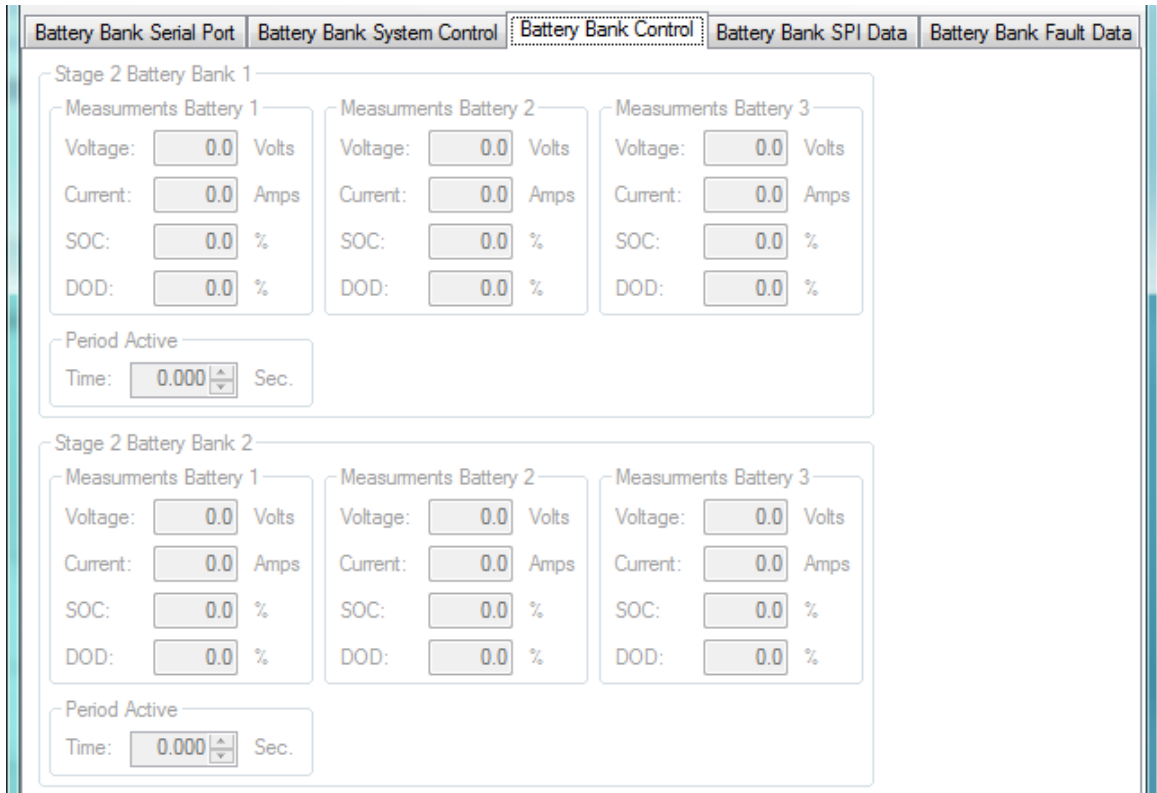 Battery Bank Serial Port Battery Bank System Control Battery Bank Control Battery Bank SPI Data Battery Bank Fault Data
Stage 2 Battery Bank 1
Measurments Battery 1 Measurments Battery 2 Measurments Battery 3
Voltage: 0.0 Volts Voltage: 0.0 Volts Voltage: 0.0 Volts
Current: 0.0 Amps Current: 0.0 Amps Current: 0.0 Amps
SOC: 0.0 % SOC: 0.0 % SOC: 0.0 %
DOD: 0.0 % DOD: 0.0 % DOD: 0.0 %
Period Active
Time: 0.000 Sec.
Stage 2 Battery Bank 2
Measurments Battery 1 Measurments Battery 2 Measurments Battery 3
Voltage: 0.0 Volts Voltage: 0.0 Volts Voltage: 0.0 Volts
Current: 0.0 Amps Current: 0.0 Amps Current: 0.0 Amps
SOC: 0.0 % SOC: 0.0 % SOC: 0.0 %
DOD: 0.0 % DOD: 0.0 % DOD: 0.0 %
Period Active
Time: 0.000 Sec.